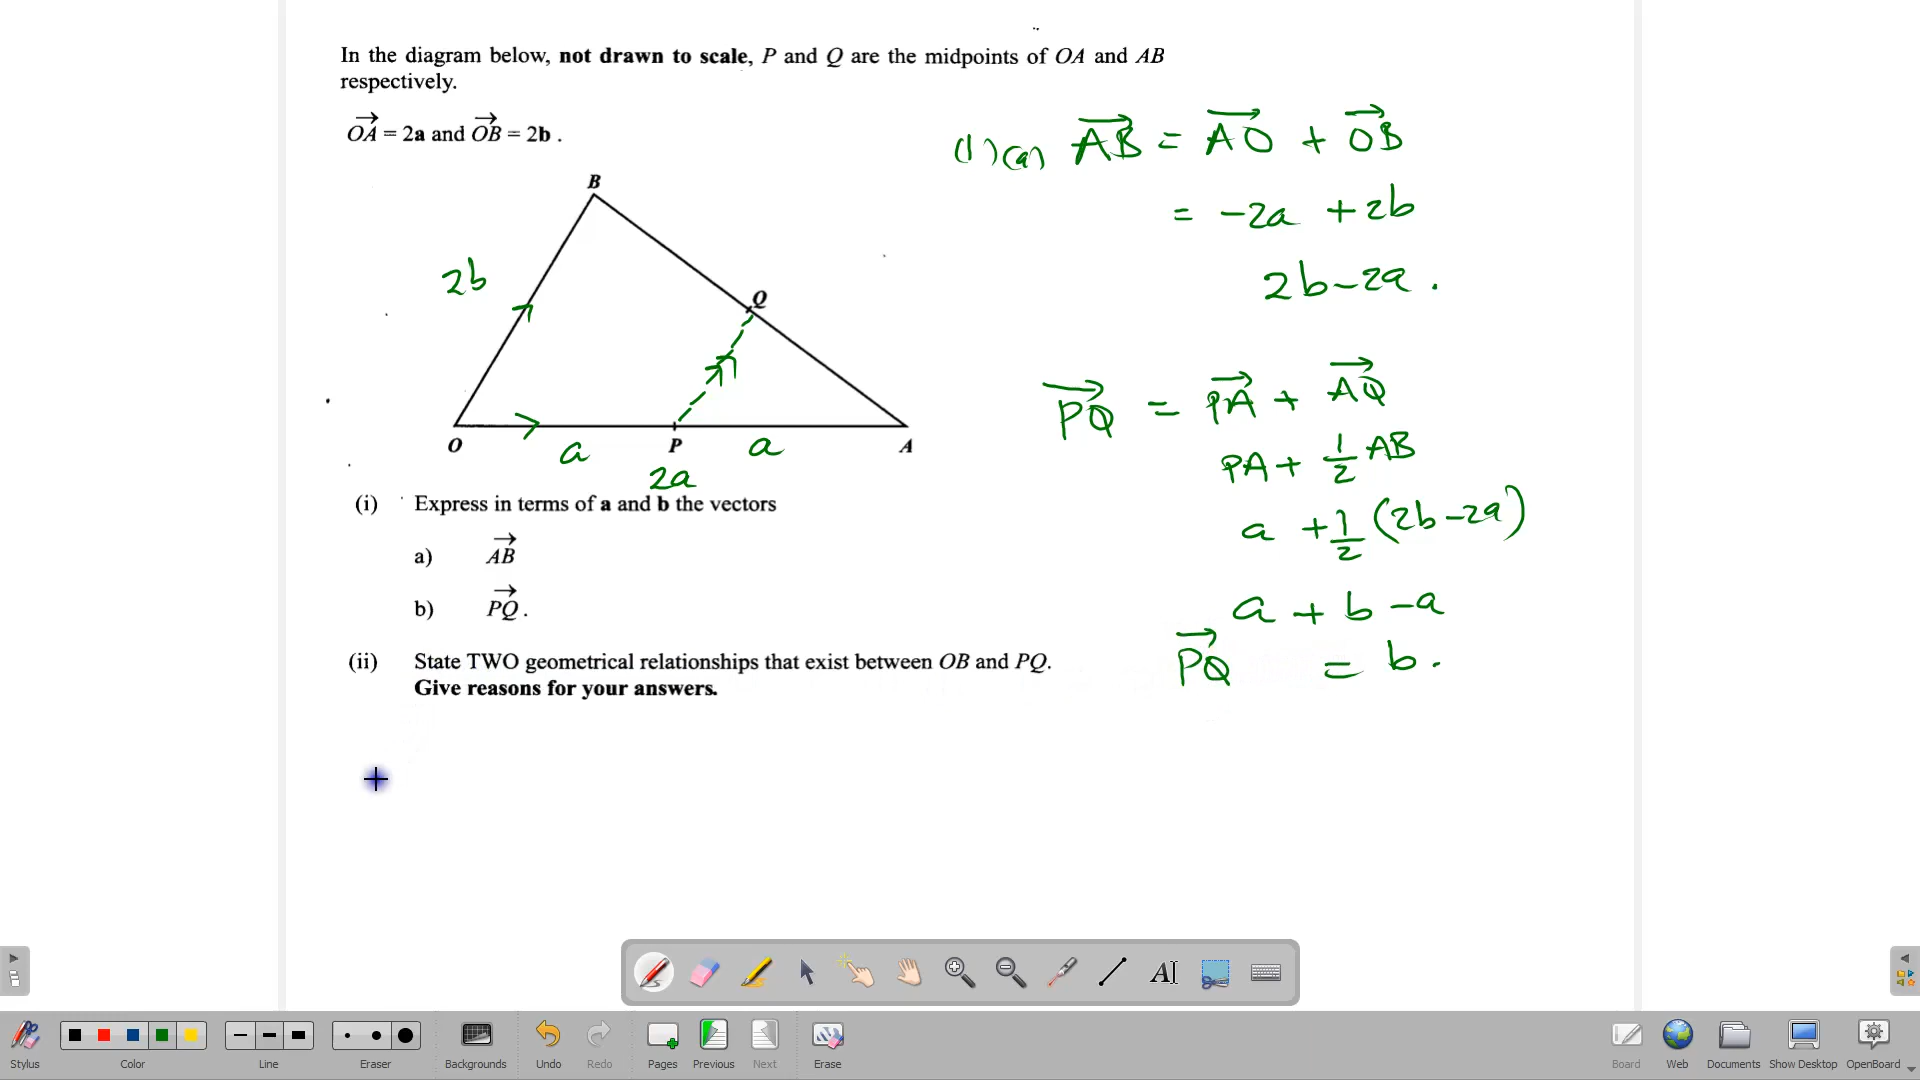 In the diagram below, not drawn to scale, P and Q are the midpoints of OA and AB
respectively.
OA = 2a and OB = 2b .
B
2b
Q
O
P
A
a
a
2a
(i) Express in terms of a and b the vectors
a) AB
b) PQ .
(ii) State TWO geometrical relationships that exist between OB and PQ.
Give reasons for your answers.
(1) (a) AB = AO + OB
= -2a + 2b
2b - 2a .
PQ = PA + AQ
PA + 1/2 AB
a + 1/2 (2b - 2a)
a + b - a
PQ = b .
AI
Stylus
Color
Line
Eraser
Backgrounds
Undo
Redo
Pages
Previous
Next
Erase
Board
Web
Documents
Show Desktop
OpenBoard